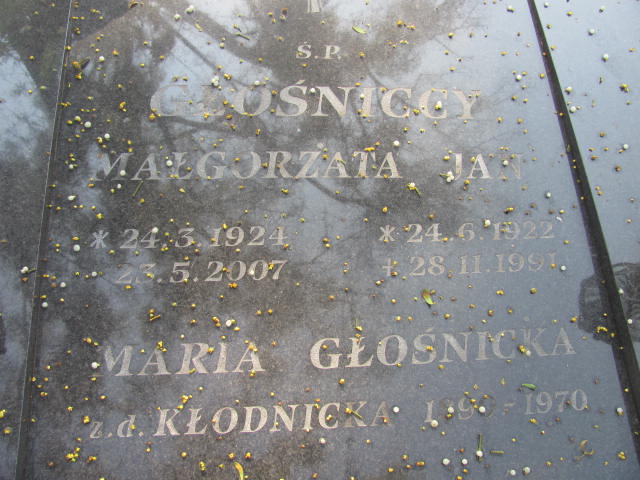 Ś.P.
GŁOŚNICCY
MAŁGORZATA JAN
* 24.3.1924 * 24.6.1922
23.5.2007 + 28.11.1991
MARIA GŁOŚNICKA
z.d. KŁODNICKA - 1970